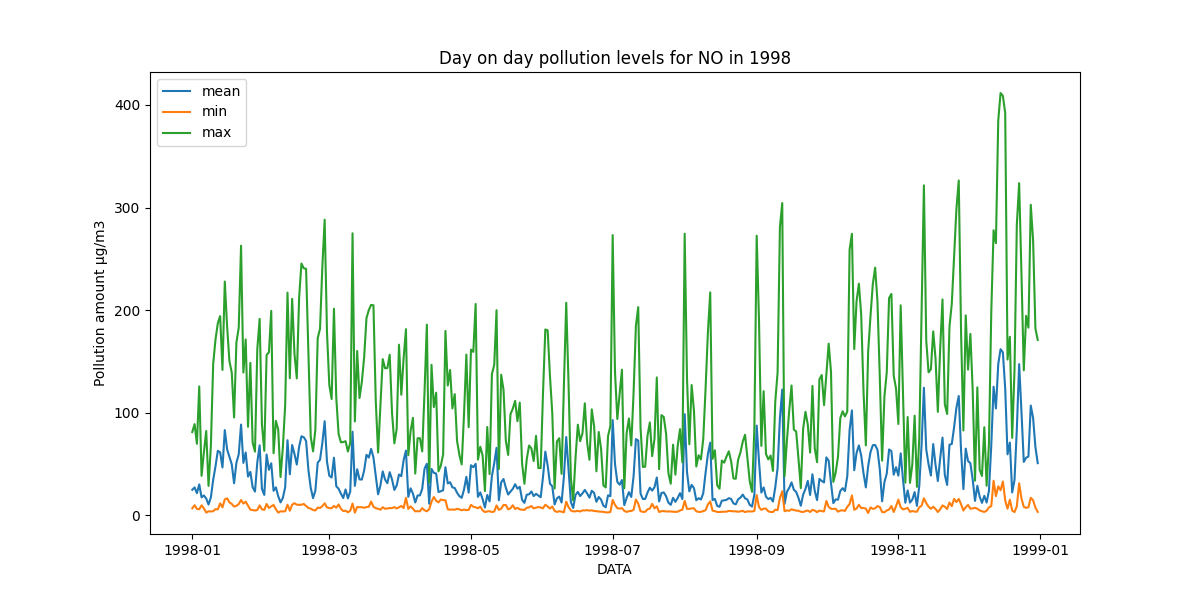 Day on day pollution levels for NO in 1998
mean
min
max
Pollution amount µg/m3
400
300
200
100
0
1998-01
1998-03
1998-05
1998-07
1998-09
1998-11
1999-01
DATA